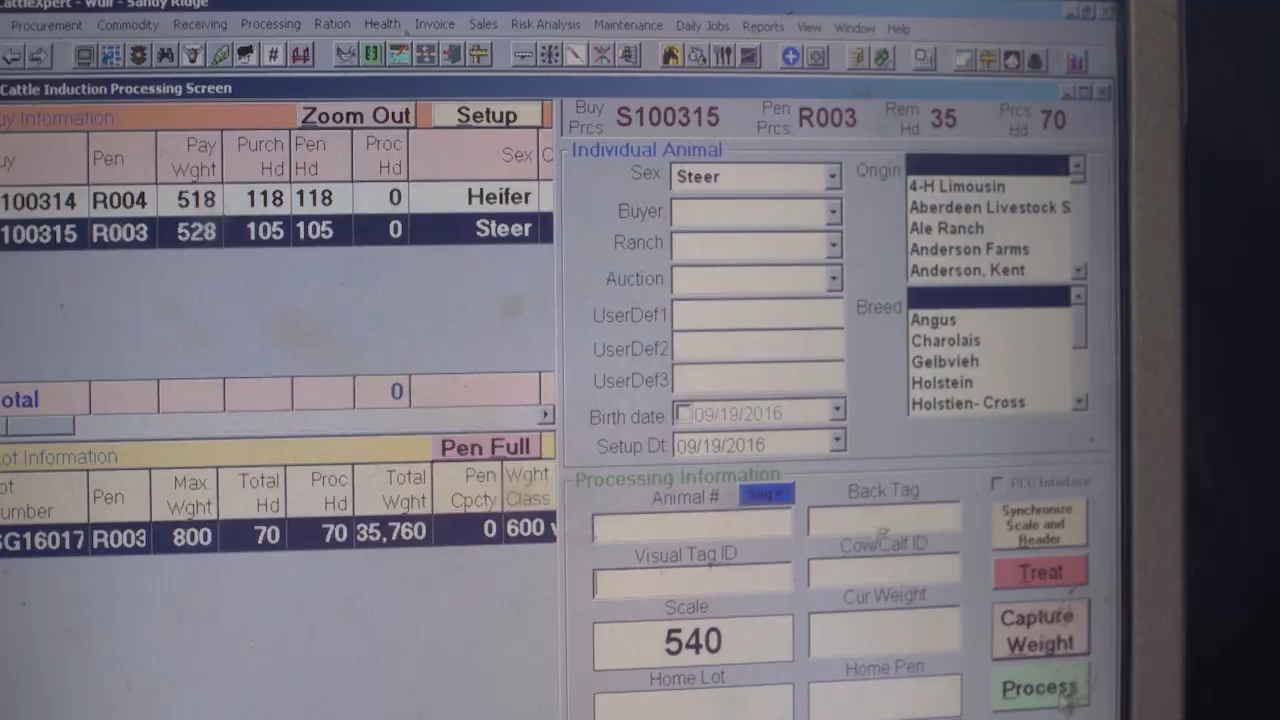 CattleXpert - Wulf - Sandy Ridge
Procurement Commodity Receiving Processing Ration Health Invoice Sales Risk Analysis Maintenance Daily Jobs Reports View Window Help
Cattle Induction Processing Screen
uy Information Zoom Out Setup
uy Pen Pay Wght Purch Hd Pen Hd Proc Hd Sex C
100314 R004 518 118 118 0 Heifer
100315 R003 528 105 105 0 Steer
otal 0
ot Information Pen Full
ot umber Pen Max Wght Total Hd Proc Hd Total Wght Pen Cpcty Wght Class
SG16017 R003 800 70 70 35,760 0 600
Buy Prcs S100315 Pen Prcs R003 Rem Hd 35 Prcs Hd 70
Individual Animal
Sex Steer
Buyer
Ranch
Auction
UserDef1
UserDef2
UserDef3
Birth date 09/19/2016
Setup Dt 09/19/2016
Origin
4-H Limousin
Aberdeen Livestock S
Ale Ranch
Anderson Farms
Anderson, Kent
Breed
Angus
Charolais
Gelbvieh
Holstein
Holstien- Cross
Processing Information
Animal # Back Tag
Visual Tag ID Cow/Calf ID
Scale Cur Weight
540
Home Lot Home Pen
Synchronize
Scale and
Reader
Treat
Capture
Weight
Process